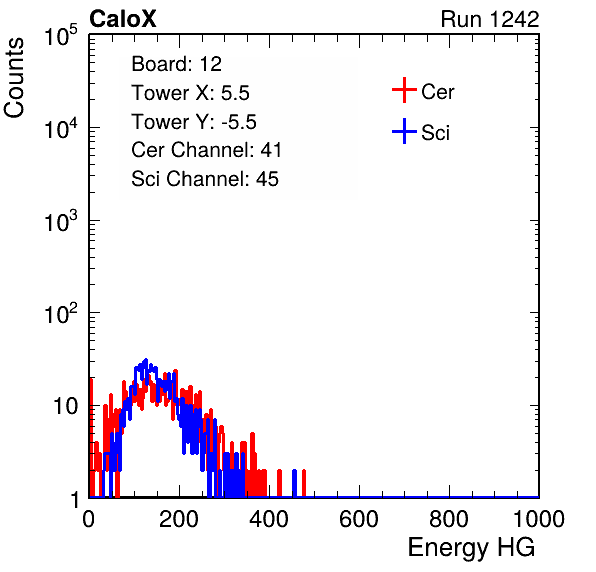 CaloX Run 1242
Counts
10^5
10^4
10^3
10^2
10
1
Board: 12
Tower X: 5.5
Tower Y: -5.5
Cer Channel: 41
Sci Channel: 45
Cer
Sci
0 200 400 600 800 1000
Energy HG